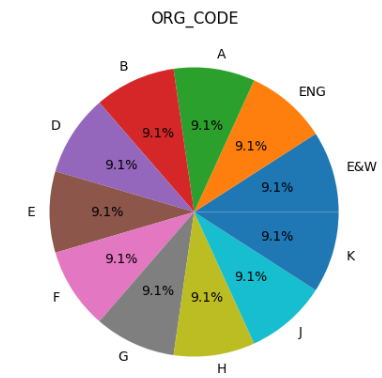 ORG_CODE
A
B
ENG
D
E&W
E
K
F
J
G
H
9.1%
9.1%
9.1%
9.1%
9.1%
9.1%
9.1%
9.1%
9.1%
9.1%
9.1%